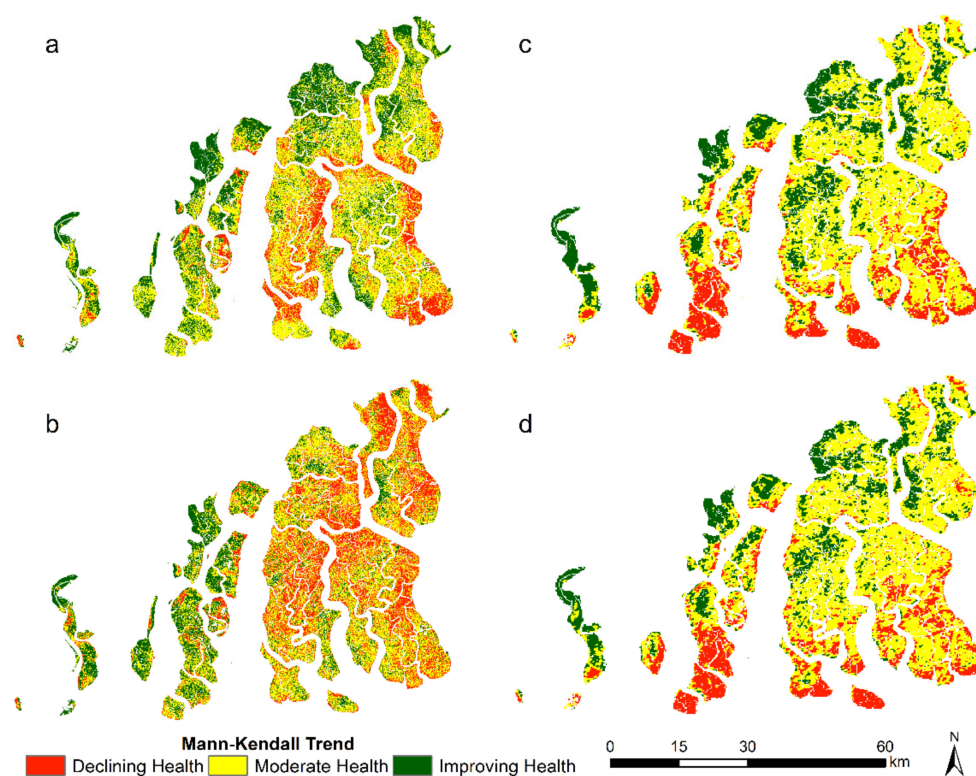 a
c
b
d
Mann-Kendall Trend
Declining Health Moderate Health Improving Health
0 15 30 60
km
N